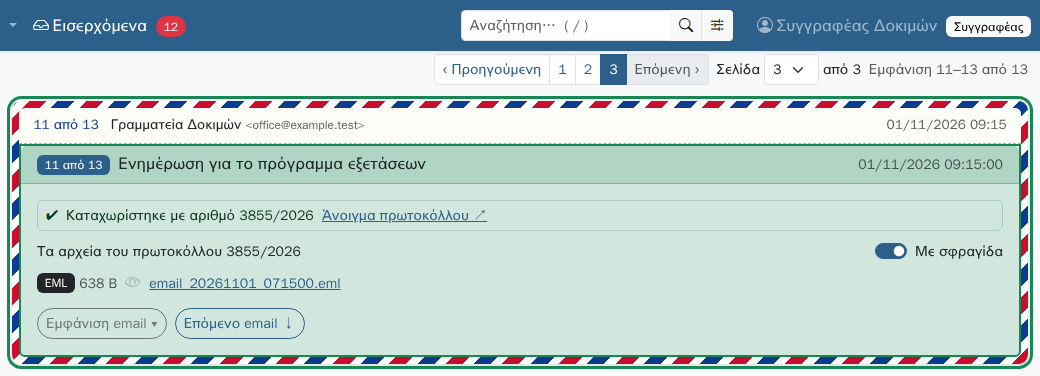 Εισερχόμενα 12 Αναζήτηση… ( / ) Συγγραφέας Δοκιμών Συγγραφέας
‹ Προηγούμενη 1 2 3 Επόμενη › Σελίδα 3 από 3 Εμφάνιση 11–13 από 13
11 από 13 Γραμματεία Δοκιμών <office@example.test> 01/11/2026 09:15
11 από 13 Ενημέρωση για το πρόγραμμα εξετάσεων 01/11/2026 09:15:00
✔ Καταχωρίστηκε με αριθμό 3855/2026 Άνοιγμα πρωτοκόλλου ↗
Τα αρχεία του πρωτοκόλλου 3855/2026 Με σφραγίδα
EML 638 B email_20261101_071500.eml
Εμφάνιση email ▾ Επόμενο email ↓